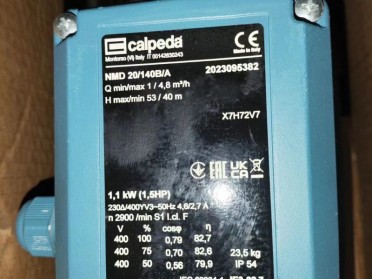 calpeda
Montorso (VI) Italy IT 00142630243
CE
NMD 20/140B/A 2023095382
Q min/max 1 / 4,8 m³/h
H max/min 53 / 40 m
X7H72V7
EAC UK CA
1,1 kW (1,5HP)
230Δ/400YV3~50Hz 4,6/2,7 A
n 2900 /min S1 I.cl. F
V % cosφ η
400 100 0,79 82,7
400 75 0,70 82,6 23,5 kg
400 50 0,56 79,9 IP 54